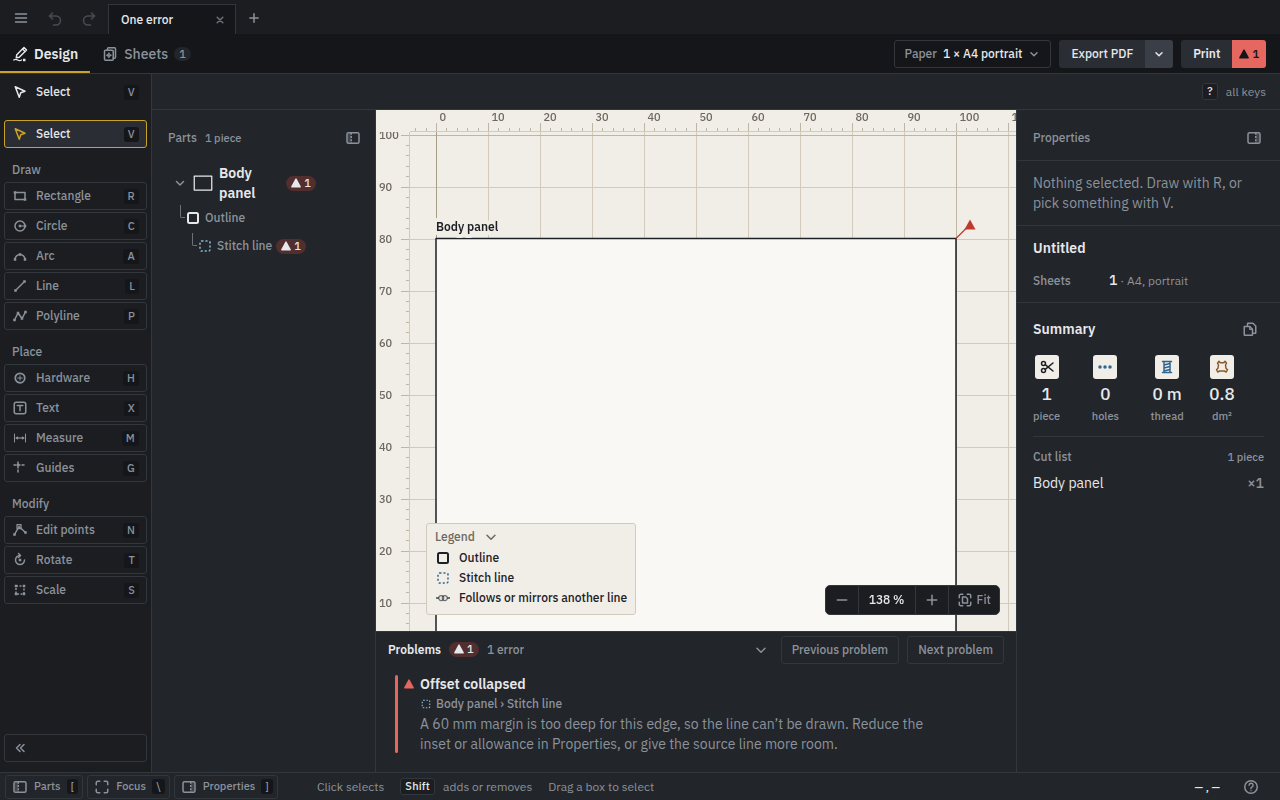 One error
Design
Sheets 1
Paper 1 × A4 portrait
Export PDF
Print
1
Select V
? all keys
Select V
Draw
Rectangle R
Circle C
Arc A
Line L
Polyline P
Place
Hardware H
Text X
Measure M
Guides G
Modify
Edit points N
Rotate T
Scale S
Parts 1 piece
Body
panel
1
Outline
Stitch line 1
0 10 20 30 40 50 60 70 80 90 100
100
90
80
70
60
50
40
30
20
10
Body panel
Legend
Outline
Stitch line
Follows or mirrors another line
138 %
Fit
Problems 1 1 error
Previous problem
Next problem
Offset collapsed
Body panel › Stitch line
A 60 mm margin is too deep for this edge, so the line can’t be drawn. Reduce the
inset or allowance in Properties, or give the source line more room.
Properties
Nothing selected. Draw with R, or
pick something with V.
Untitled
Sheets 1 · A4, portrait
Summary
1 0 0 m 0.8
piece holes thread dm²
Cut list 1 piece
Body panel ×1
Parts [
Focus \
Properties ]
Click selects
Shift adds or removes
Drag a box to select
–,–